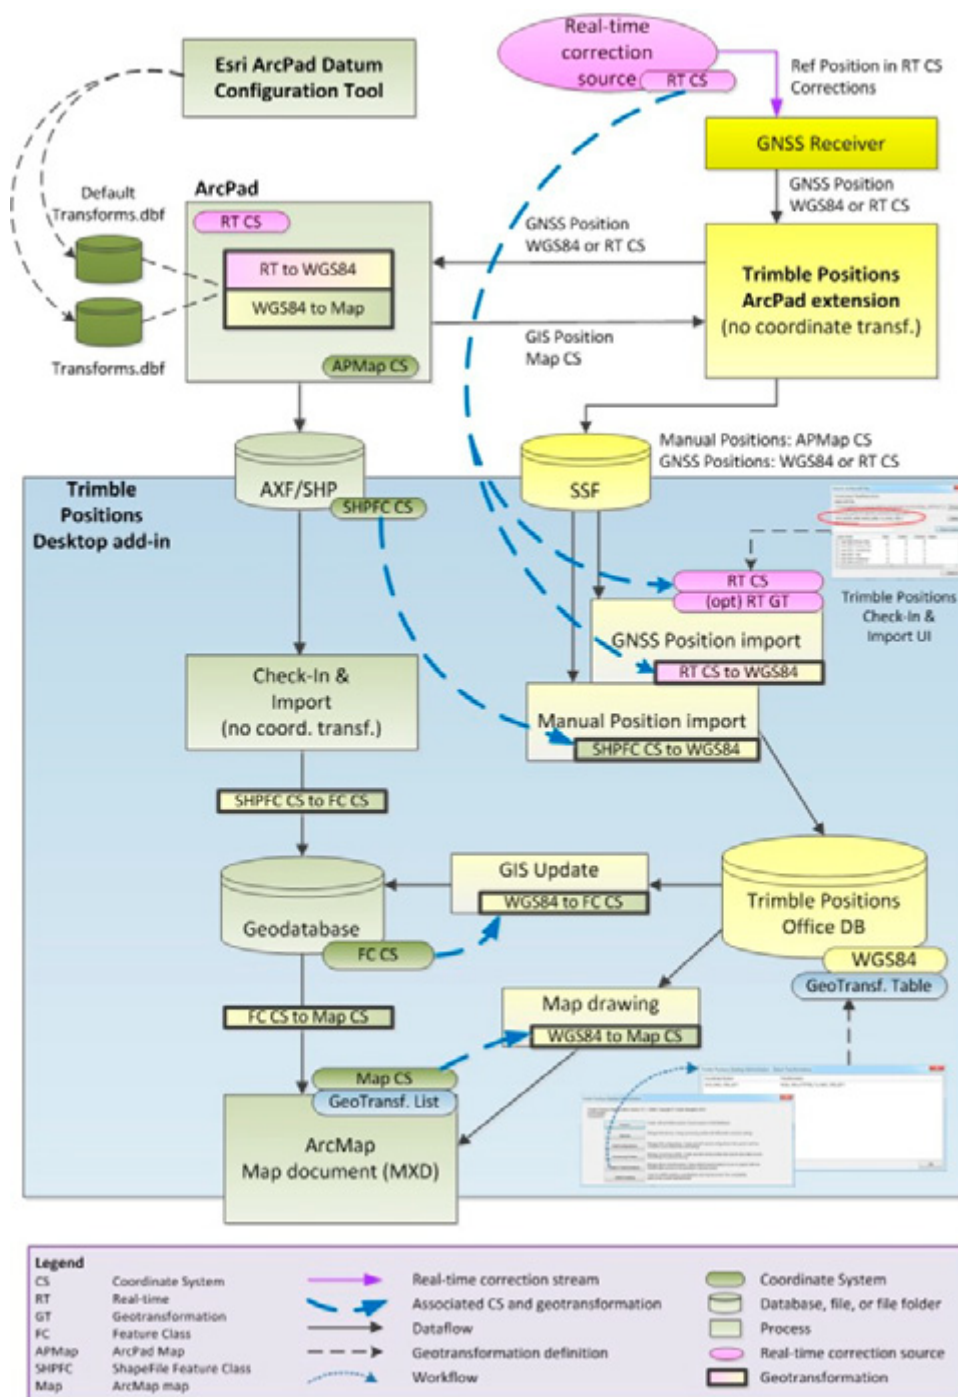 Real-time
correction
source
RT CS
Esri ArcPad Datum
Configuration Tool
Ref Position in RT CS
Corrections
GNSS Receiver
GNSS Position
WGS84 or RT CS
Default
Transforms.dbf
Transforms.dbf
ArcPad
RT CS
RT to WGS84
WGS84 to Map
APMap CS
GNSS Position
WGS84 or RT CS
GIS Position
Map CS
Trimble Positions
ArcPad extension
(no coordinate transf.)
Manual Positions: APMap CS
GNSS Positions: WGS84 or RT CS
AXF/SHP
SHPFC CS
SSF
Trimble
Positions
Desktop add-in
Trimble Positions
Check-In &
Import UI
RT CS
(opt) RT GT
GNSS Position import
RT CS to WGS84
Manual Position import
SHPFC CS to WGS84
Check-In &
Import
(no coord. transf.)
SHPFC CS to FC CS
GIS Update
WGS84 to FC CS
Geodatabase
FC CS
Trimble Positions
Office DB
WGS84
GeoTransf. Table
FC CS to Map CS
Map drawing
WGS84 to Map CS
Map CS
GeoTransf. List
ArcMap
Map document (MXD)
Legend
CS Coordinate System
RT Real-time
GT Geotransformation
FC Feature Class
APMap ArcPad Map
SHPFC ShapeFile Feature Class
Map ArcMap map
Real-time correction stream
Associated CS and geotransformation
Dataflow
Geotransformation definition
Workflow
Coordinate System
Database, file, or file folder
Process
Real-time correction source
Geotransformation